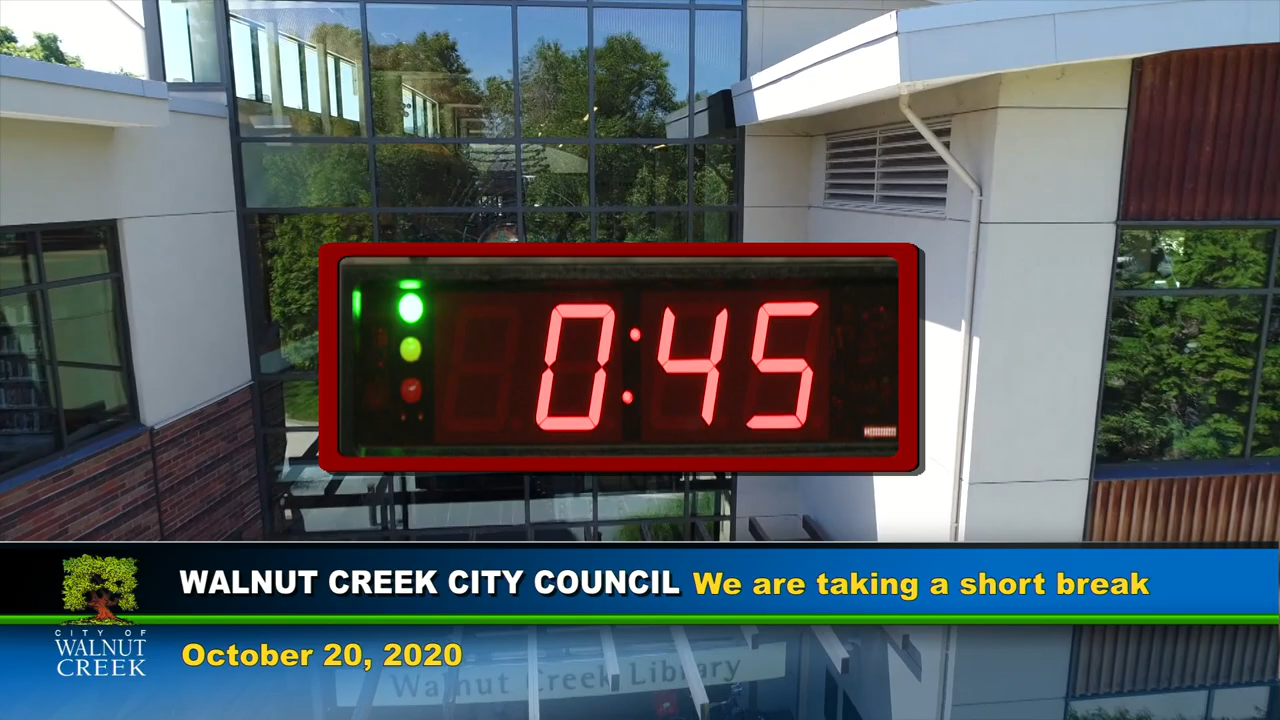 0:45
WALNUT CREEK CITY COUNCIL We are taking a short break
CITY OF
WALNUT
CREEK
October 20, 2020
Walnut Creek Library